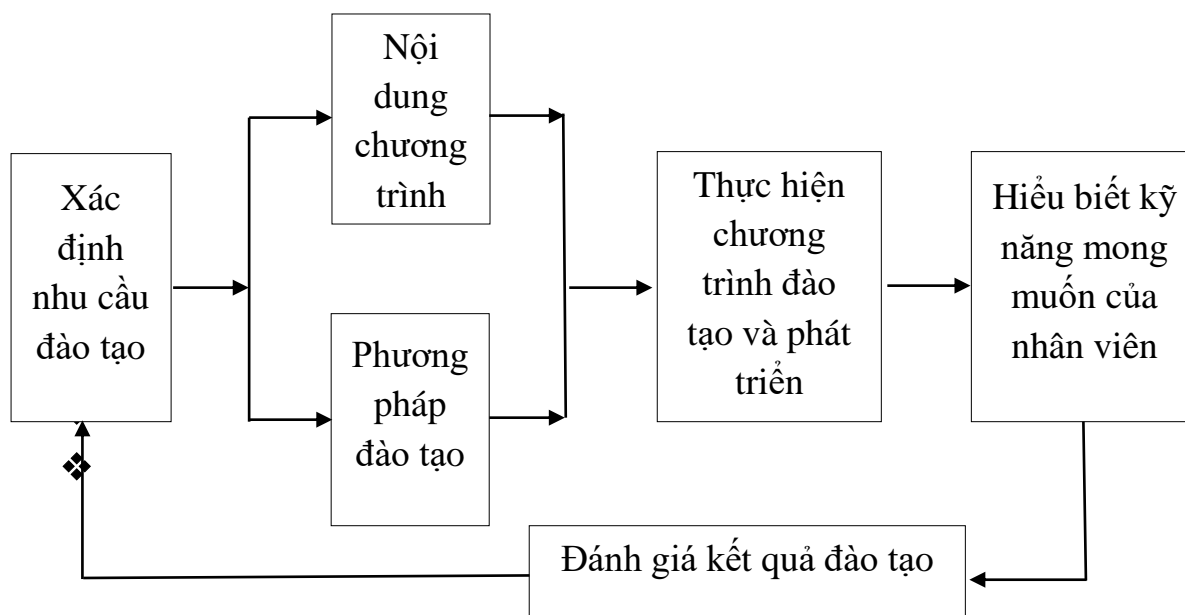 Nội
dung
chương
trình
Xác
định
nhu cầu
đào tạo
Phương
pháp
đào tạo
Thực hiện
chương
trình đào
tạo và phát
triển
Hiểu biết kỹ
năng mong
muốn của
nhân viên
Đánh giá kết quả đào tạo